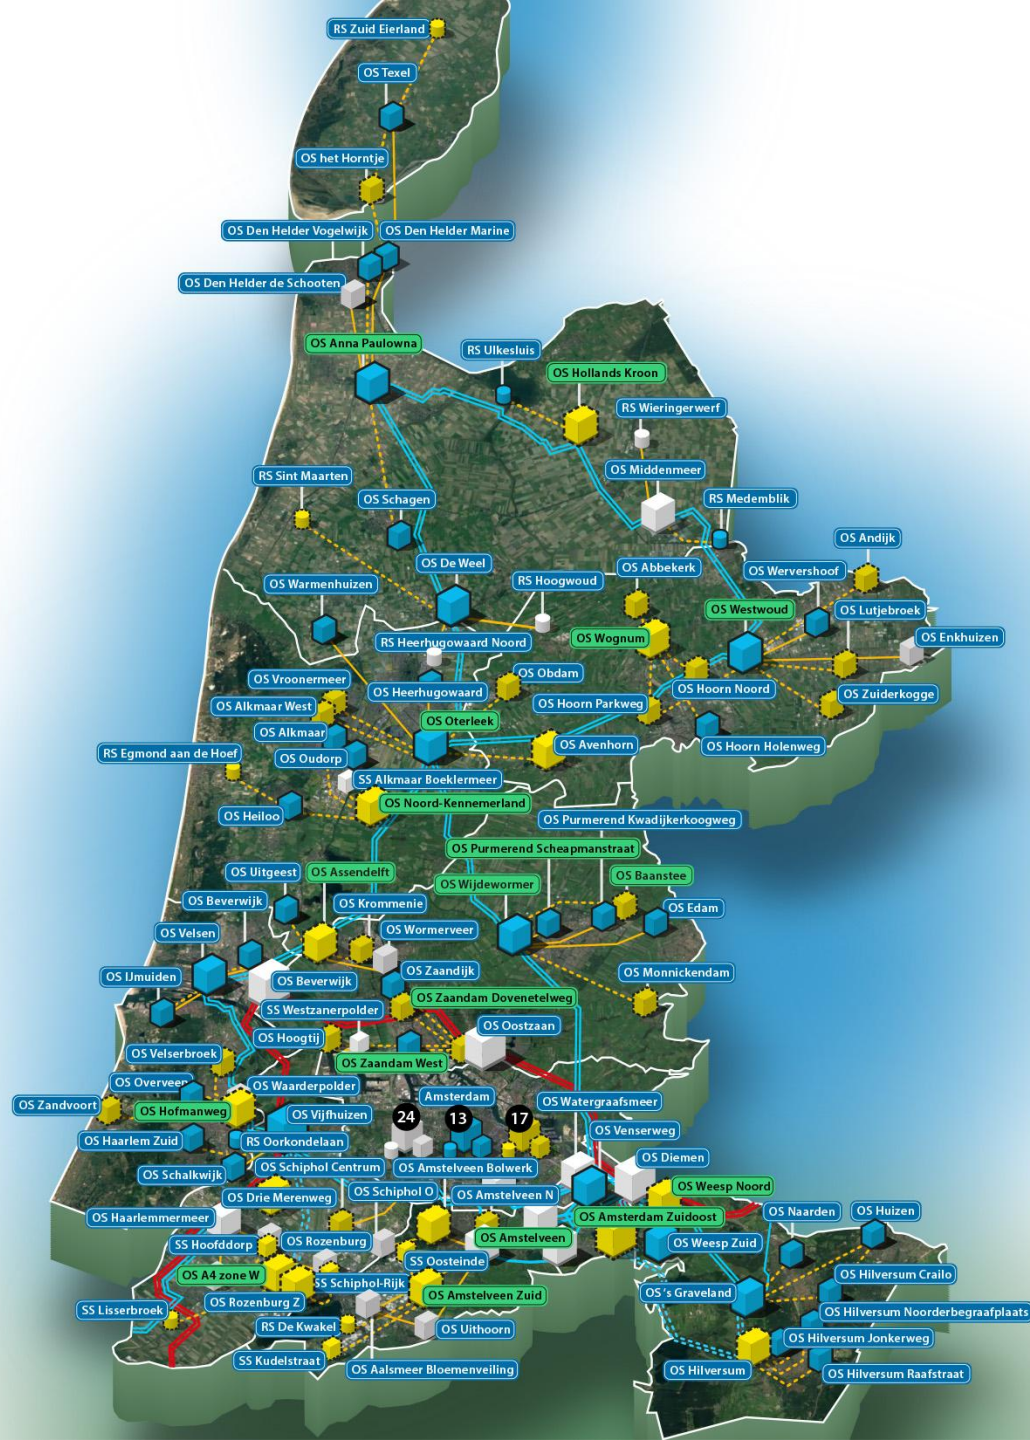 RS Zuid Eierland
OS Texel
OS het Horntje
OS Den Helder Vogelwijk
OS Den Helder Marine
OS Den Helder de Schooten
OS Anna Paulowna
RS Ulkesluis
OS Hollands Kroon
RS Wieringerwerf
OS Middenmeer
RS Sint Maarten
OS Schagen
RS Medemblik
OS Andijk
OS De Weel
OS Abbekerk
OS Wervershoof
OS Warmenhuizen
RS Hoogwoud
OS Westwoud
OS Lutjebroek
OS Wognum
OS Enkhuizen
RS Heerhugowaard Noord
OS Vroonermeer
OS Obdam
OS Heerhugowaard
OS Hoorn Noord
OS Zuiderkogge
OS Alkmaar West
OS Hoorn Parkweg
OS Oterleek
OS Alkmaar
OS Avenhorn
OS Hoorn Holenweg
RS Egmond aan de Hoef
OS Oudorp
SS Alkmaar Boeklermeer
OS Noord-Kennemerland
OS Heiloo
OS Purmerend Kwadijkerkoogweg
OS Purmerend Scheapmanstraat
OS Uitgeest
OS Assendelft
OS Baanstee
OS Wijdewormer
OS Beverwijk
OS Krommenie
OS Edam
OS Velsen
OS Wormerveer
OS IJmuiden
OS Beverwijk
OS Zaandijk
OS Monnickendam
OS Zaandam Dovenetelweg
SS Westzanerpolder
OS Hoogtij
OS Oostzaan
OS Velserbroek
OS Zaandam West
OS Overveen
OS Waarderpolder
Amsterdam
OS Watergraafsmeer
OS Zandvoort
OS Hofmanweg
OS Vijfhuizen
24
13
17
OS Venserweg
OS Haarlem Zuid
RS Oorkondelaan
OS Diemen
OS Schalkwijk
OS Schiphol Centrum
OS Amstelveen Bolwerk
OS Weesp Noord
OS Drie Merenweg
OS Schiphol O
OS Amstelveen N
OS Haarlemmermeer
OS Amsterdam Zuidoost
OS Naarden
OS Huizen
SS Hoofddorp
OS Rozenburg
OS Amstelveen
OS Weesp Zuid
SS Oosteinde
OS A4 zone W
SS Schiphol-Rijk
OS Hilversum Crailo
OS 's Graveland
OS Amstelveen Zuid
OS Rozenburg Z
SS Lisserbroek
OS Hilversum Noorderbegraafplaats
RS De Kwakel
OS Uithoorn
OS Hilversum Jonkerweg
SS Kudelstraat
OS Aalsmeer Bloemenveiling
OS Hilversum
OS Hilversum Raafstraat